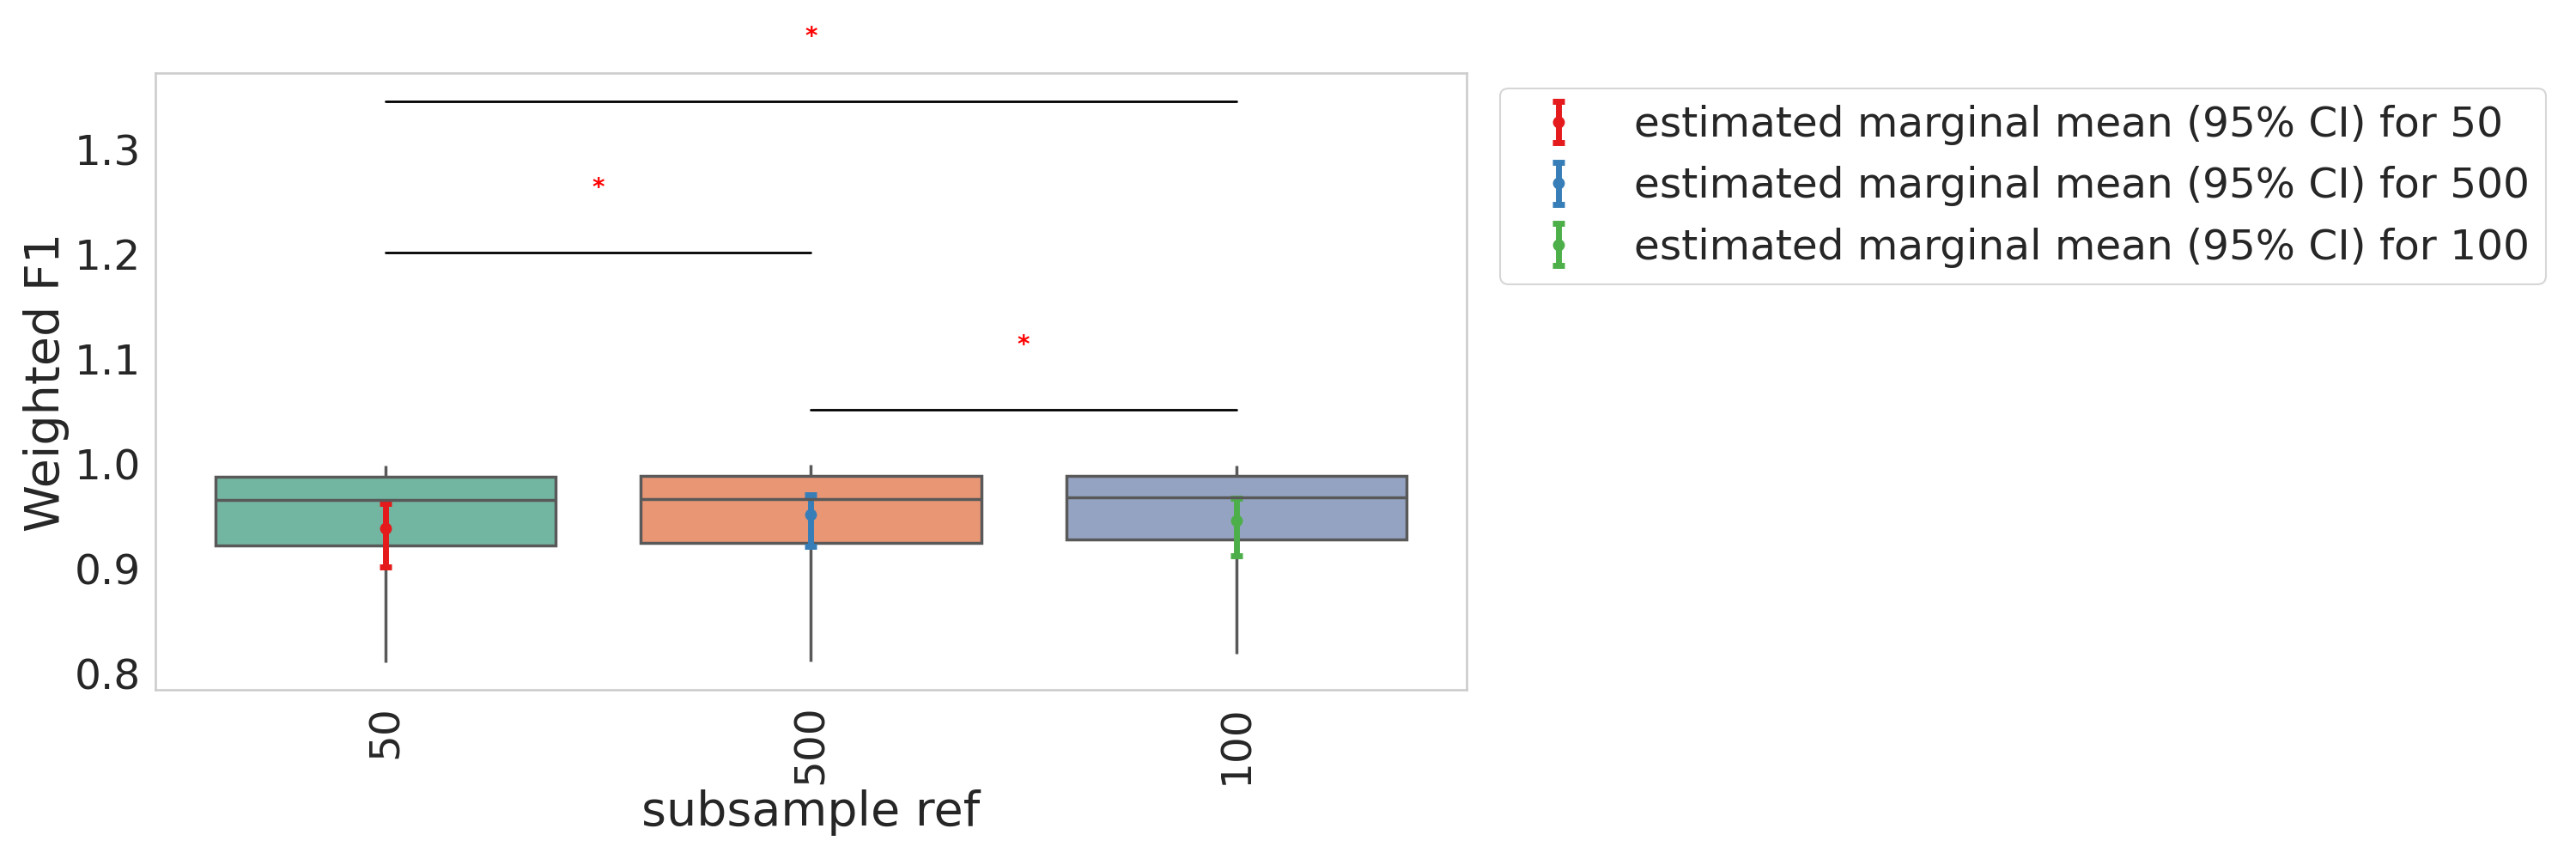 *
*
*
Weighted F1
1.3
1.2
1.1
1.0
0.9
0.8
50
500
100
subsample ref
estimated marginal mean (95% CI) for 50
estimated marginal mean (95% CI) for 500
estimated marginal mean (95% CI) for 100